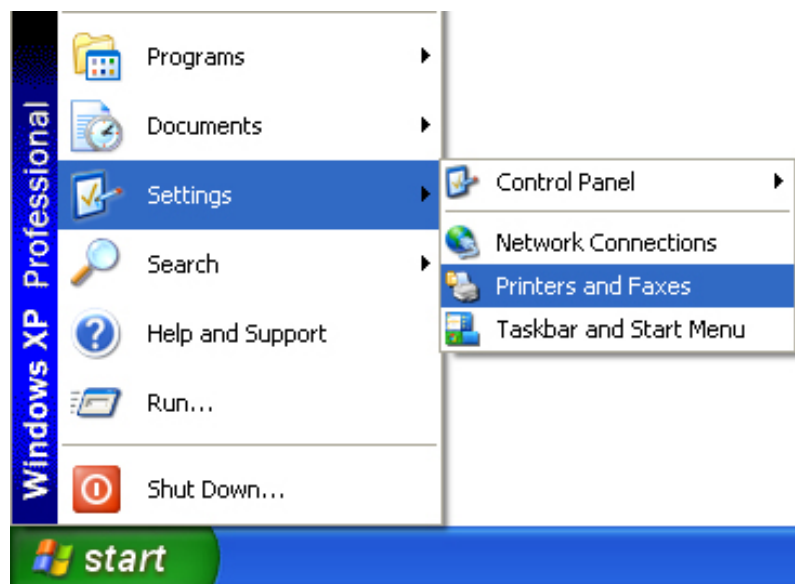 Windows XP Professional
Programs
Documents
Settings
Search
Help and Support
Run...
Shut Down...
Control Panel
Network Connections
Printers and Faxes
Taskbar and Start Menu
start